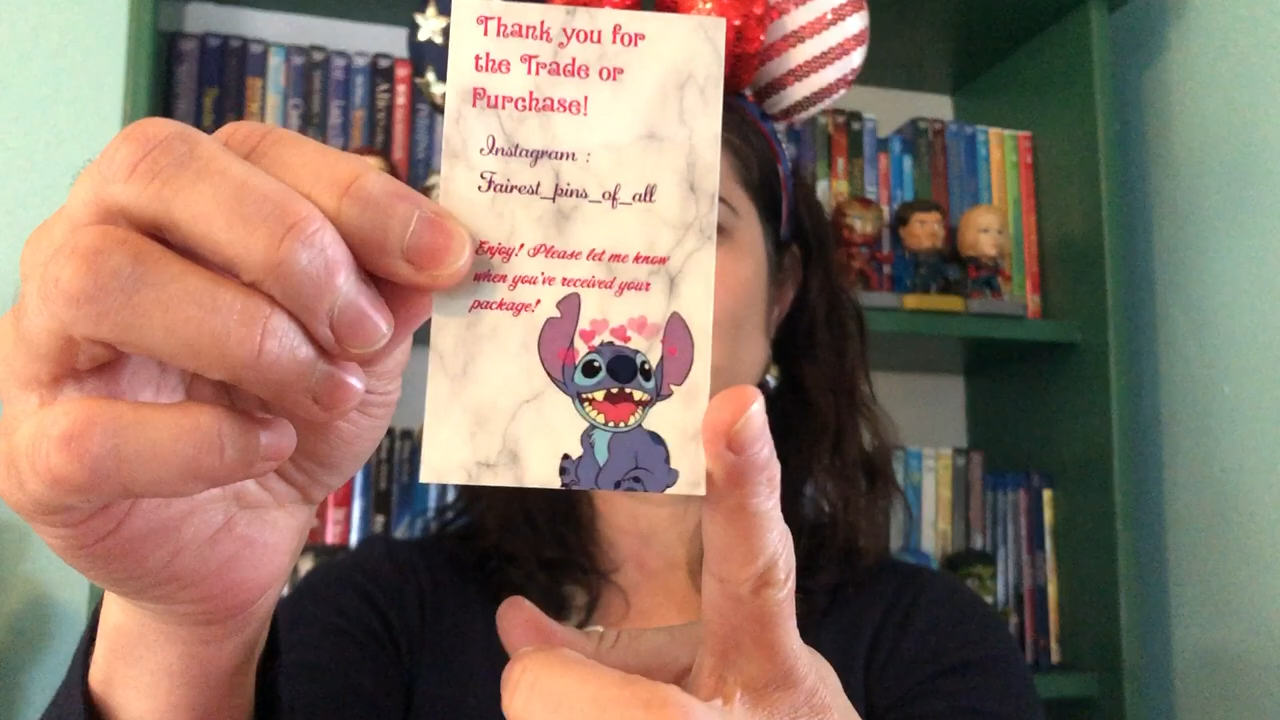 Thank you for
the Trade or
Purchase!
Instagram :
Fairest_pins_of_all
Enjoy! Please let me know
when you've received your
package!